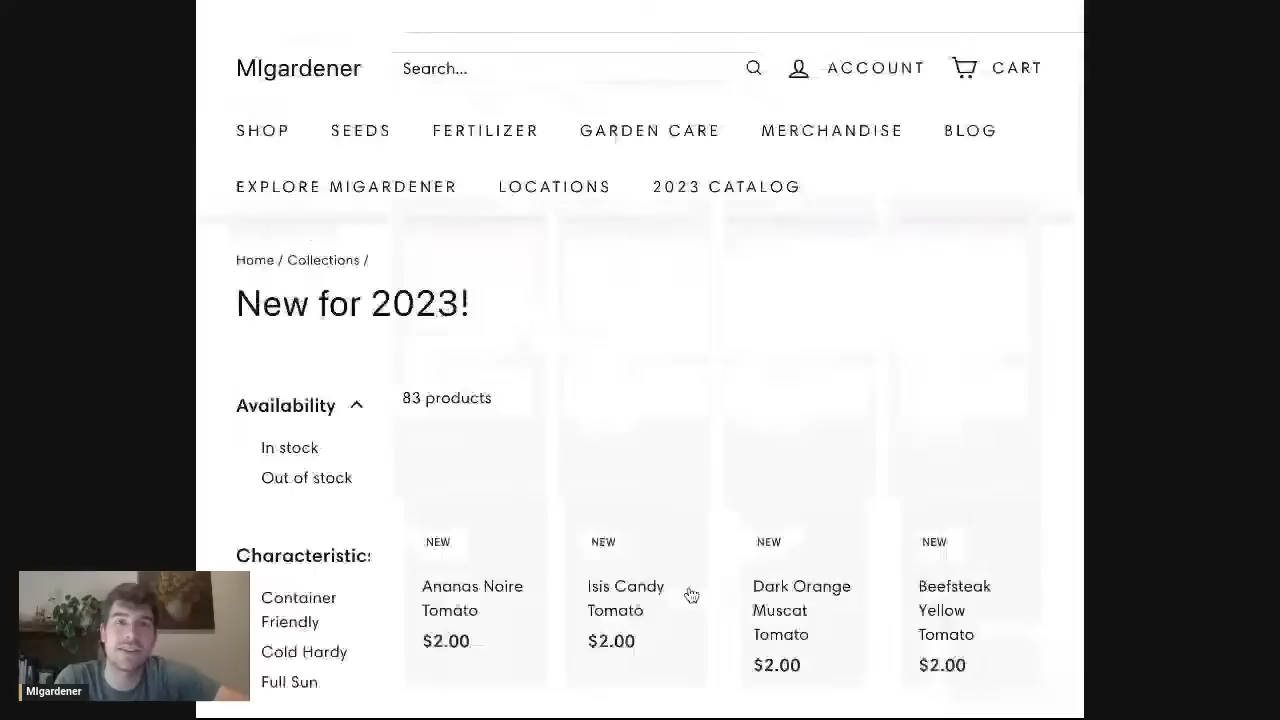 MIgardener
Search...
ACCOUNT
CART
SHOP
SEEDS
FERTILIZER
GARDEN CARE
MERCHANDISE
BLOG
EXPLORE MIGARDENER
LOCATIONS
2023 CATALOG
Home / Collections /
New for 2023!
Availability
In stock
Out of stock
83 products
Characteristics
Container
Friendly
Cold Hardy
Full Sun
NEW
Ananas Noire
Tomato
$2.00
NEW
Isis Candy
Tomato
$2.00
NEW
Dark Orange
Muscat
Tomato
$2.00
NEW
Beefsteak
Yellow
Tomato
$2.00
MIgardener